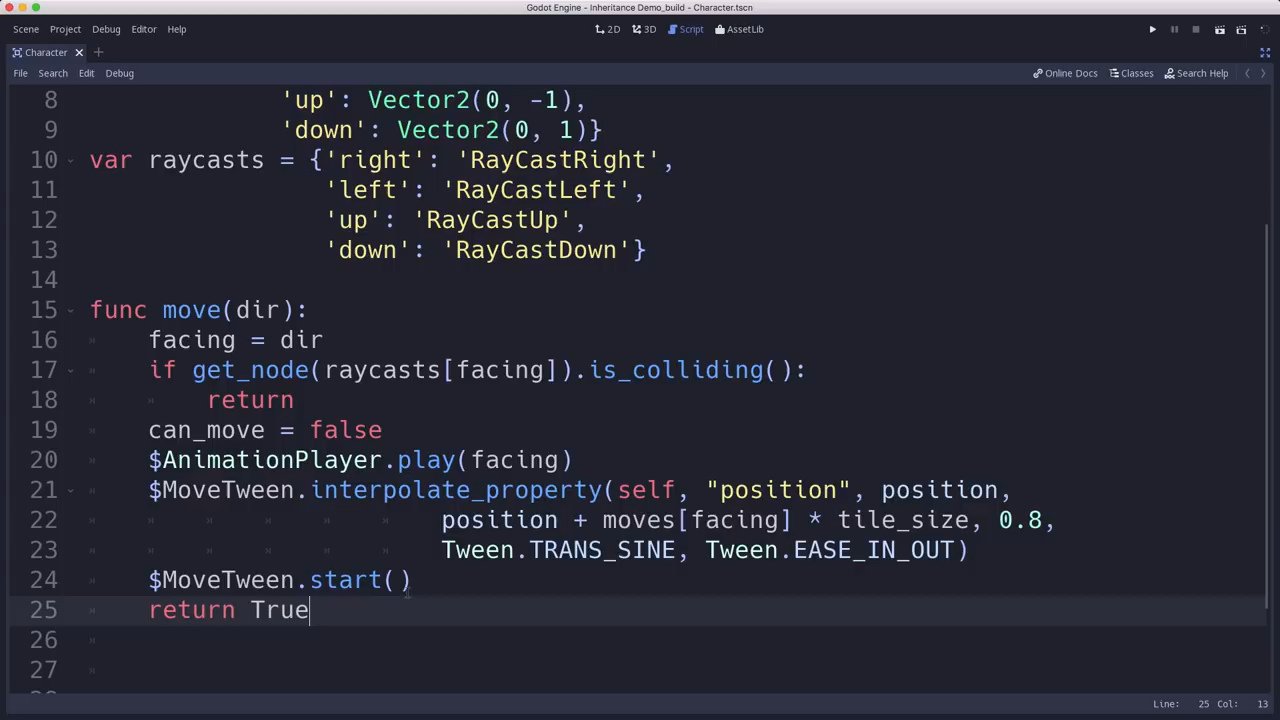 Godot Engine - Inheritance Demo_build - Character.tscn
Scene Project Debug Editor Help 2D 3D Script AssetLib
Character
File Search Edit Debug Online Docs Classes Search Help
8 'up': Vector2(0, -1),
9 'down': Vector2(0, 1)}
10 var raycasts = {'right': 'RayCastRight',
11 'left': 'RayCastLeft',
12 'up': 'RayCastUp',
13 'down': 'RayCastDown'}
14
15 func move(dir):
16 facing = dir
17 if get_node(raycasts[facing]).is_colliding():
18 return
19 can_move = false
20 $AnimationPlayer.play(facing)
21 $MoveTween.interpolate_property(self, "position", position,
22 position + moves[facing] * tile_size, 0.8,
23 Tween.TRANS_SINE, Tween.EASE_IN_OUT)
24 $MoveTween.start()
25 return True
26
27
Line: 25 Col: 13